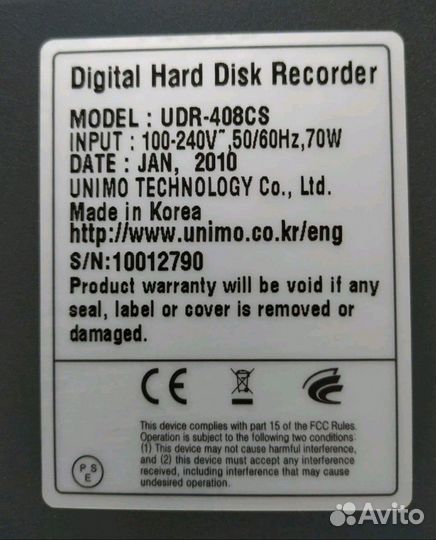 Digital Hard Disk Recorder
MODEL : UDR-408CS
INPUT : 100-240V~,50/60Hz,70W
DATE : JAN, 2010
UNIMO TECHNOLOGY Co., Ltd.
Made in Korea
http://www.unimo.co.kr/eng
S/N:10012790
Product warranty will be void if any
seal, label or cover is removed or
damaged.
CE
This device complies with part 15 of the FCC Rules.
Operation is subject to the following two conditions:
(1) This device may not cause harmful interference,
and (2) this device must accept any interference
received, including interference that may cause
undesired operation.
PS
E
Avito